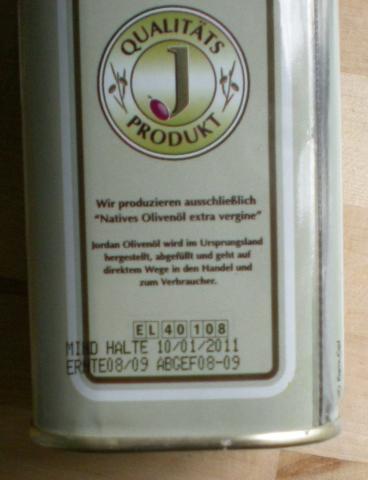 QUALITÄTS
J
PRODUKT
Wir produzieren ausschließlich
"Natives Olivenöl extra vergine"
Jordan Olivenöl wird im Ursprungsland
hergestellt, abgefüllt und geht auf
direktem Wege in den Handel und
zum Verbraucher.
EL 40 108
MIND HALTE 10/01/2011
ERNTE08/09 ABGEF08-09